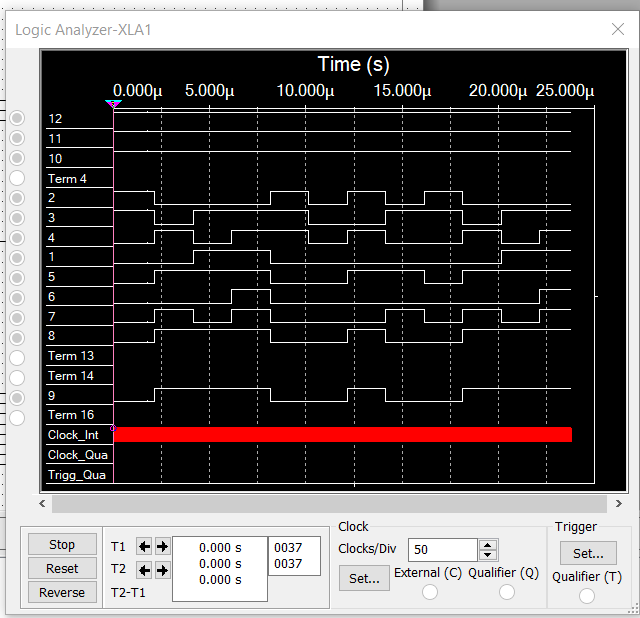 Logic Analyzer-XLA1
Time (s)
0.000µ 5.000µ 10.000µ 15.000µ 20.000µ 25.000µ
12
11
10
Term 4
2
3
4
1
5
6
7
8
Term 13
Term 14
9
Term 16
Clock_Int
Clock_Qua
Trigg_Qua
Stop
Reset
Reverse
T1
T2
T2-T1
0.000 s 0037
0.000 s 0037
0.000 s
Clock
Clocks/Div 50
Set... External (C) Qualifier (Q)
Trigger
Set...
Qualifier (T)